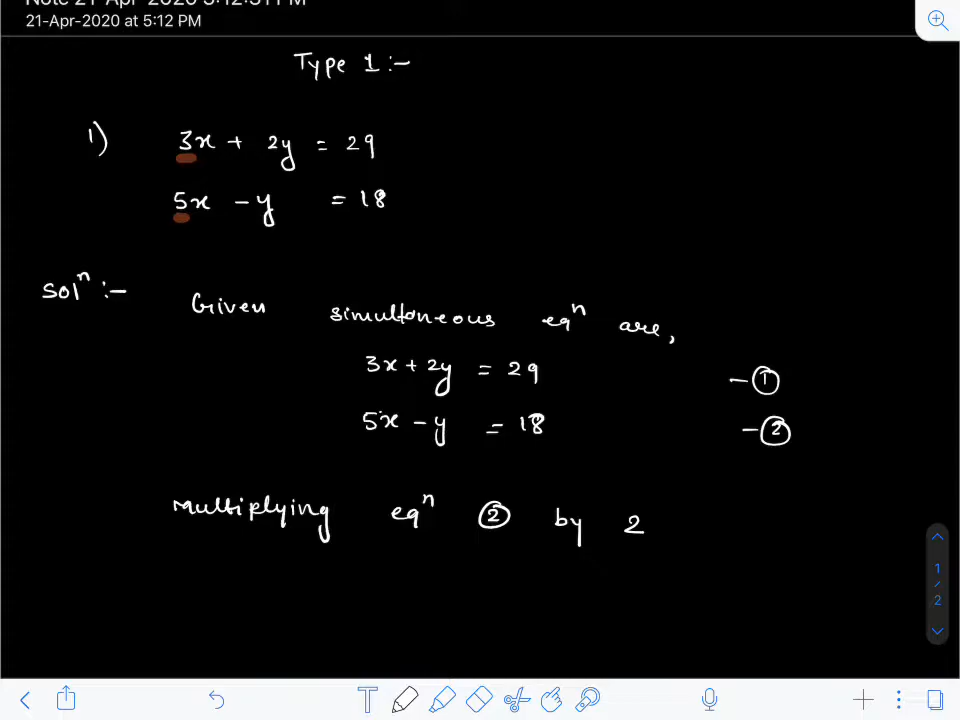 21-Apr-2020 at 5:12 PM
Type 1:-
1) 3x + 2y = 29
5x - y = 18
Solⁿ :-
Given simultoneous eqⁿ are,
3x + 2y = 29 - ①
5x - y = 18 - ②
multiplying eqⁿ ② by 2
1
/
2
T